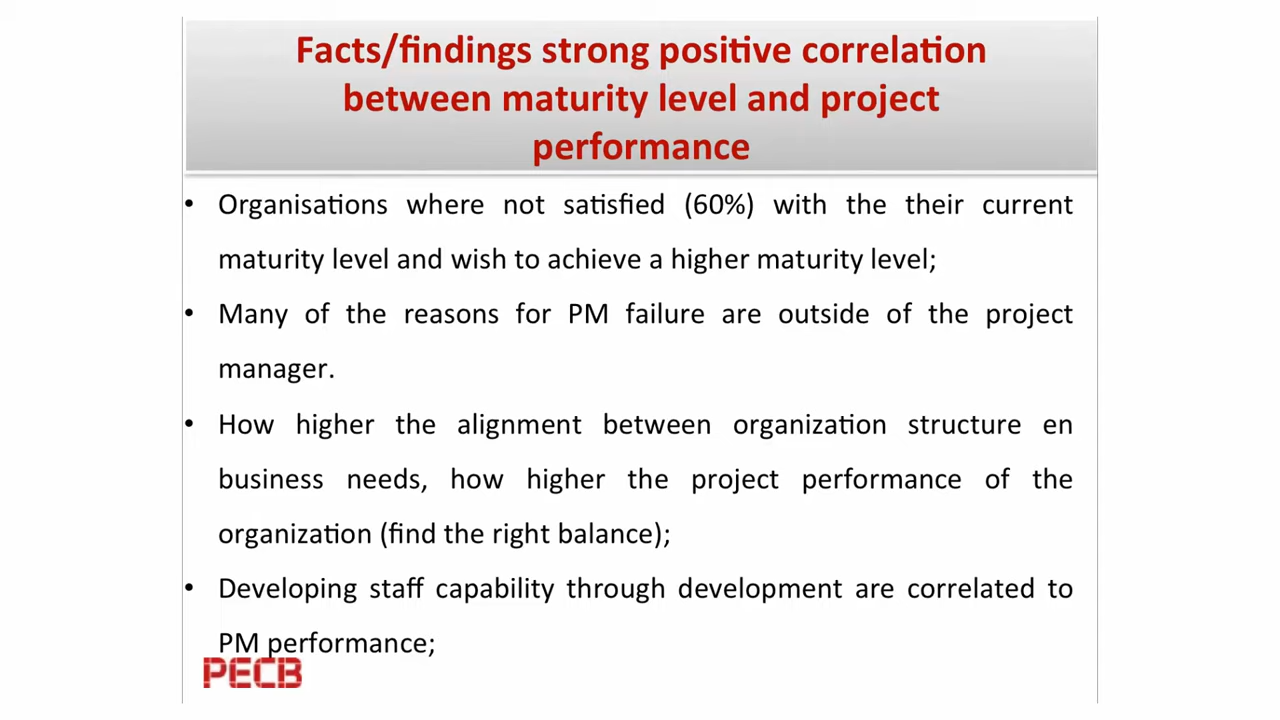 Facts/findings strong positive correlation
between maturity level and project
performance
• Organisations where not satisfied (60%) with the their current
maturity level and wish to achieve a higher maturity level;
• Many of the reasons for PM failure are outside of the project
manager.
• How higher the alignment between organization structure en
business needs, how higher the project performance of the
organization (find the right balance);
• Developing staff capability through development are correlated to
PM performance;
PECB